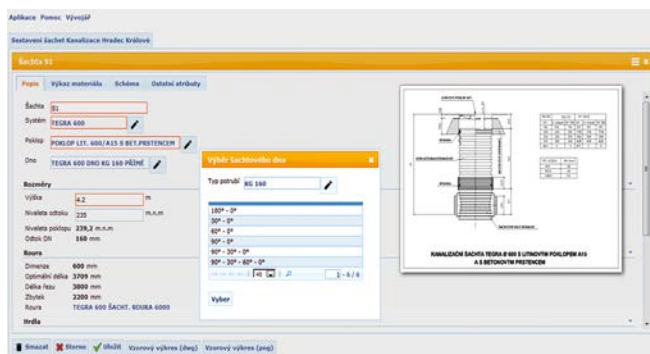 Aplikace Pomoc Vývojář
Sestavení šachet Kanalizace Hradec Králové
Šachta S1
Popis Výkaz materiálu Schéma Ostatní atributy
Šachta S1
Systém TEGRA 600
Poklop POKLOP LIT. 600/A15 S BET.PRSTENCEM
Dno TEGRA 600 DNO KG 160 PŘÍMÉ
Rozměry
Výška 4.2 m
Niveleta odtoku 235 m.n.m
Niveleta poklopu 239,2 m.n.m
Odtok DN 160 mm
Roura
Dimenze 600 mm
Optimální délka 3709 mm
Délka řezu 3800 mm
Zbytek 2200 mm
Roura TEGRA 600 ŠACHT. ROURA 6000
Hrdla
Výběr šachtového dna
Typ potrubí KG 160
180° - 0°
30° - 0°
60° - 0°
90° - 0°
90° - 30° - 0°
90° - 30° - 60° - 0°
40
1 - 6 / 6
Vyber
KANALIZAČNÍ ŠACHTA TEGRA Ø 600 S LITINOVÝM POKLOPEM A15
A S BETONOVÝM PRSTENCEM
Smazat Storno Uložit Vzorový výkres (dwg) Vzorový výkres (png)